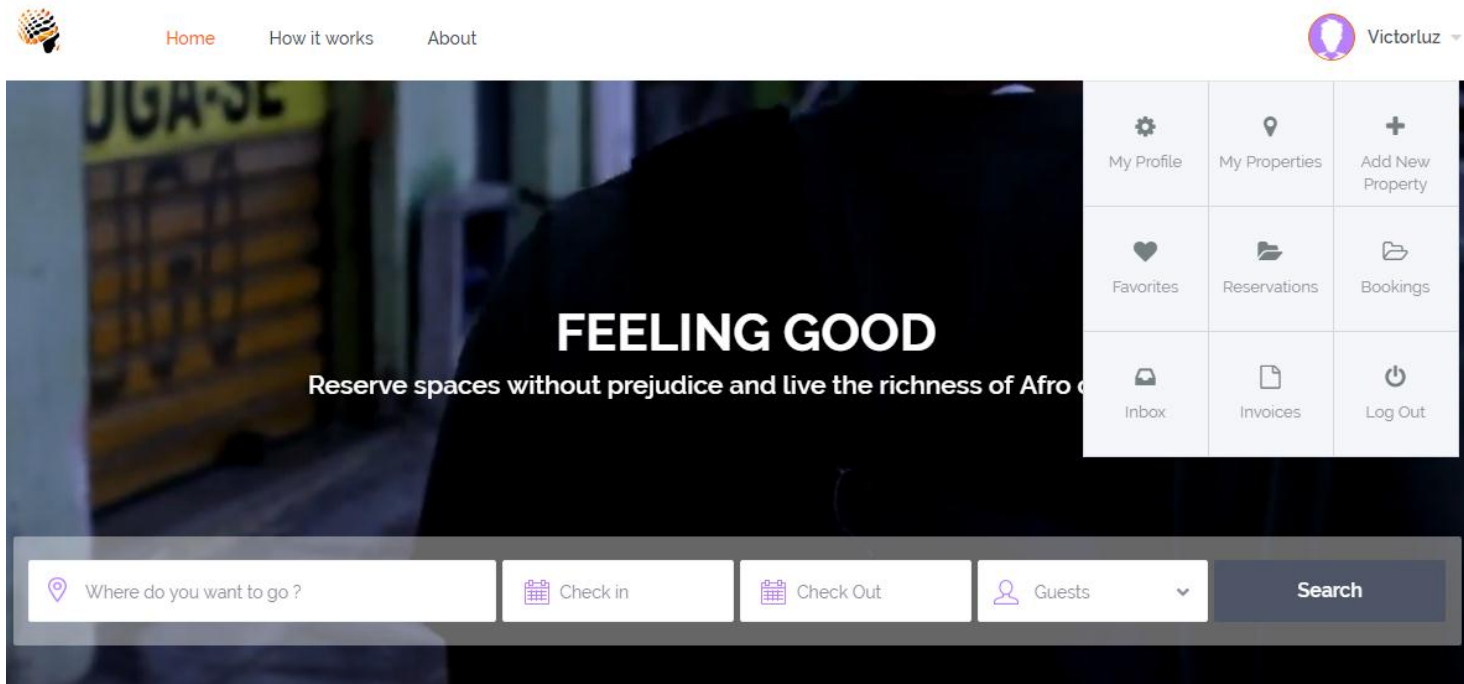 Home How it works About Victorluz
UGA-SE
My Profile My Properties Add New
Property
Favorites Reservations Bookings
FEELING GOOD
Reserve spaces without prejudice and live the richness of Afro
Inbox Invoices Log Out
Where do you want to go ? Check in Check Out Guests Search